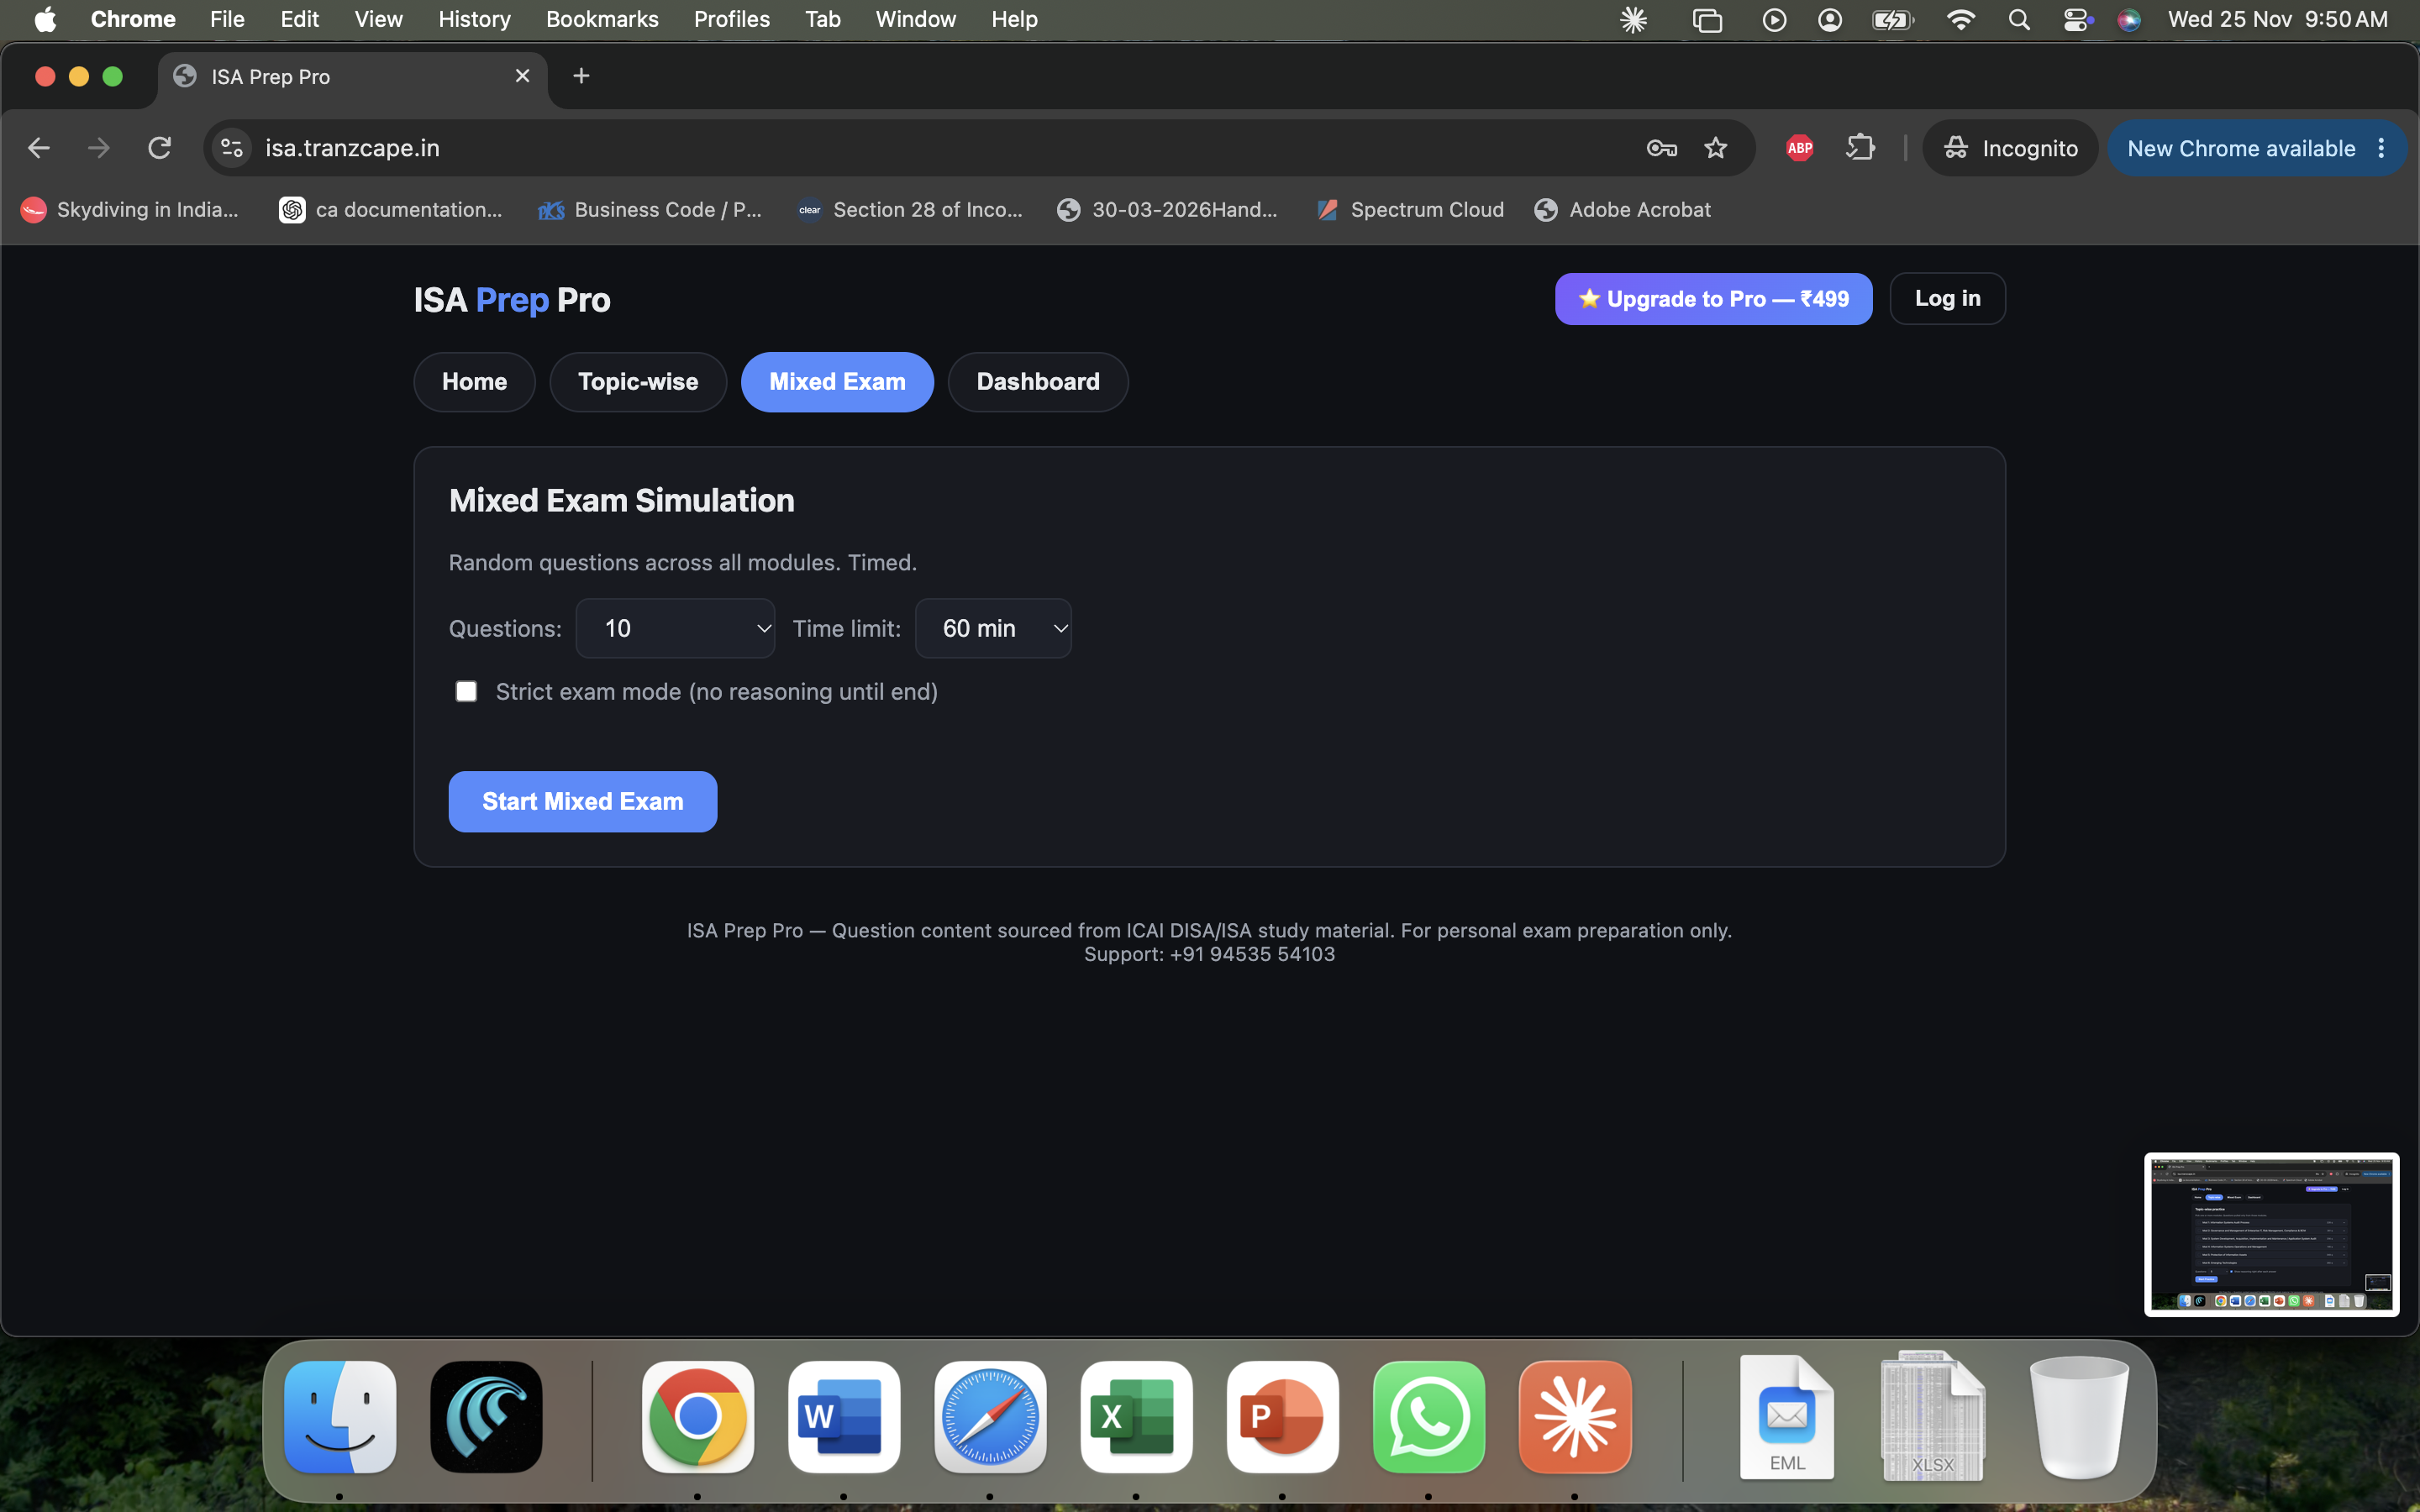 Chrome File Edit View History Bookmarks Profiles Tab Window Help Wed 25 Nov 9:50 AM
ISA Prep Pro
isa.tranzcape.in ABP Incognito New Chrome available
Skydiving in India... ca documentation... pKS Business Code / P... clear Section 28 of Inco... 30-03-2026Hand... Spectrum Cloud Adobe Acrobat
ISA Prep Pro ⭐ Upgrade to Pro — ₹499 Log in
Home Topic-wise Mixed Exam Dashboard
Mixed Exam Simulation
Random questions across all modules. Timed.
Questions: 10 Time limit: 60 min
Strict exam mode (no reasoning until end)
Start Mixed Exam
ISA Prep Pro — Question content sourced from ICAI DISA/ISA study material. For personal exam preparation only.
Support: +91 94535 54103
W X P EML XLSX